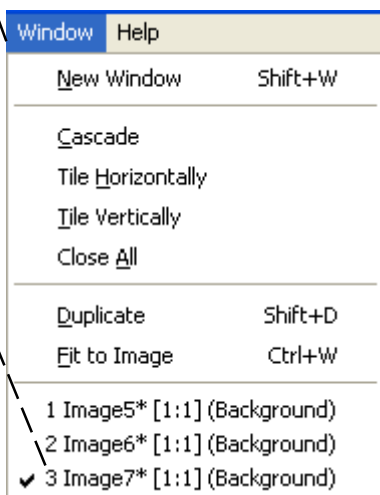 Window Help
New Window Shift+W
Cascade
Tile Horizontally
Tile Vertically
Close All
Duplicate Shift+D
Fit to Image Ctrl+W
1 Image5* [1:1] (Background)
2 Image6* [1:1] (Background)
3 Image7* [1:1] (Background)